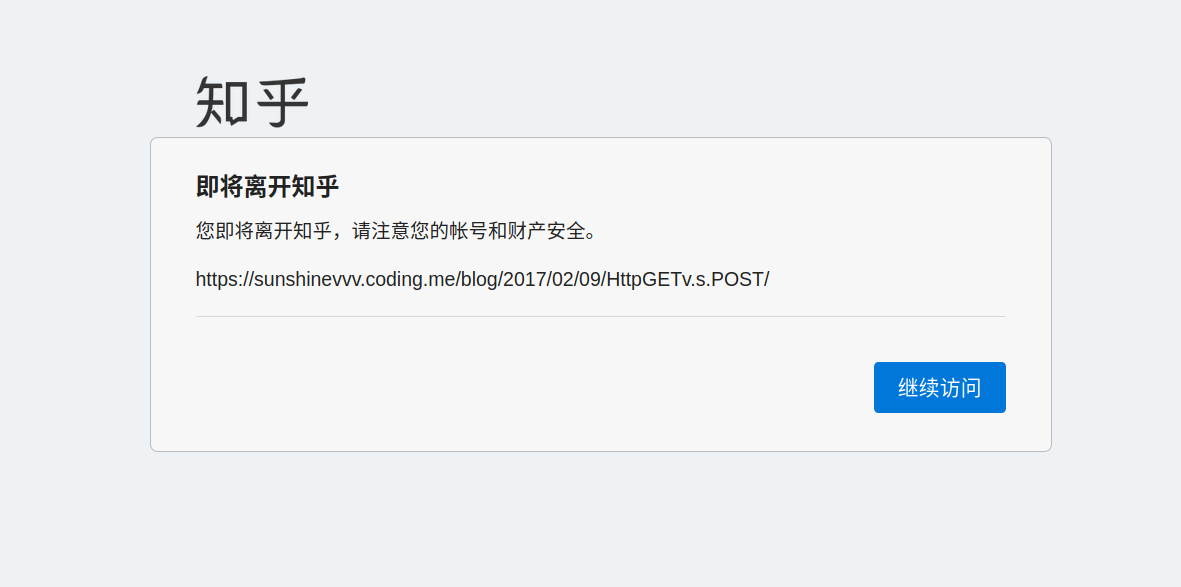 知乎
即将离开知乎
您即将离开知乎，请注意您的帐号和财产安全。
https://sunshinevvv.coding.me/blog/2017/02/09/HttpGETv.s.POST/
继续访问